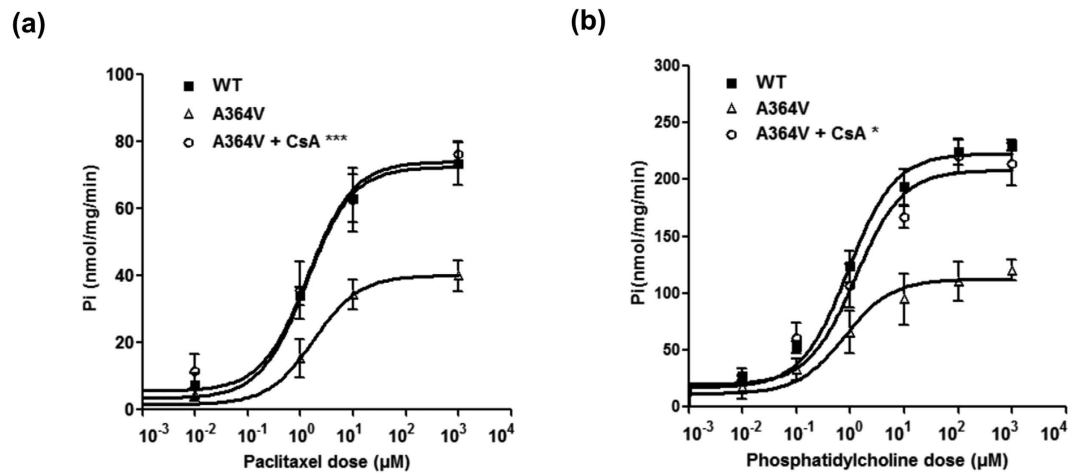 (a)
100
80
60
40
20
0
Pi (nmol/mg/min)
WT
A364V
A364V + CsA ***
10⁻³ 10⁻² 10⁻¹ 10⁰ 10¹ 10² 10³ 10⁴
Paclitaxel dose (µM)
(b)
300
250
200
150
100
50
0
Pi(nmol/mg/min)
WT
A364V
A364V + CsA *
10⁻³ 10⁻² 10⁻¹ 10⁰ 10¹ 10² 10³ 10⁴
Phosphatidylcholine dose (µM)